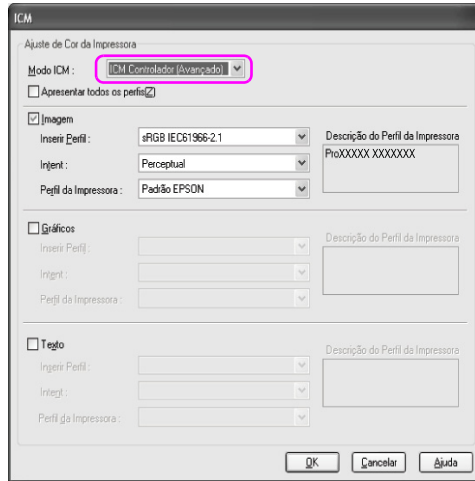 ICM
Ajuste de Cor da Impressora
Modo ICM : ICM Controlador (Avançado)
Apresentar todos os perfis(Z)
Imagem
Inserir Perfil : sRGB IEC61966-2.1
Descrição do Perfil da Impressora
ProXXXXX XXXXXXX
Intent : Perceptual
Perfil da Impressora : Padrão EPSON
Gráficos
Descrição do Perfil da Impressora
Inserir Perfil :
Intent :
Perfil da Impressora :
Texto
Descrição do Perfil da Impressora
Inserir Perfil :
Intent :
Perfil da Impressora :
OK Cancelar Ajuda